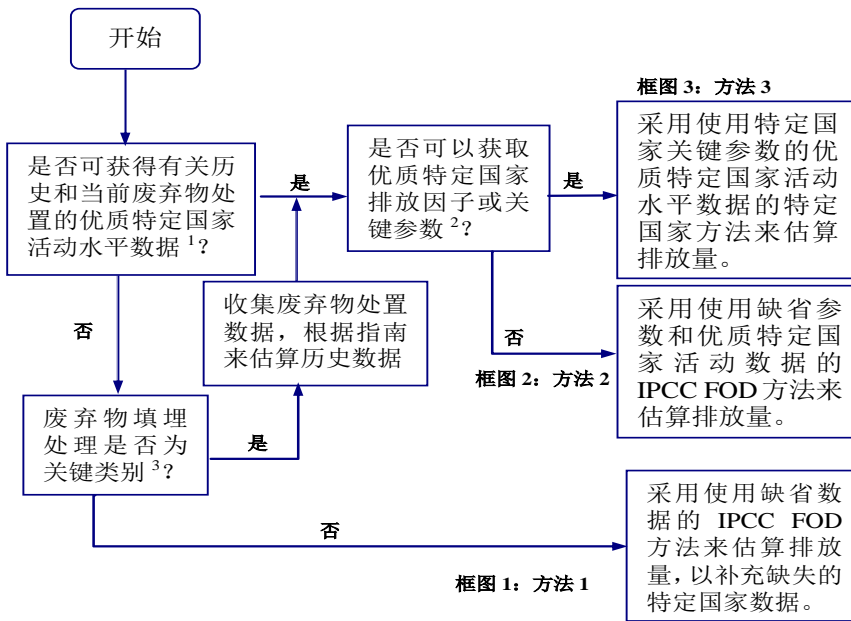 开始
是否可获得有关历
史和当前废弃物处
置的优质特定国家
活动水平数据¹？
是
是否可以获取
优质特定国家
排放因子或关
键参数²？
是
框图 3：方法 3
采用使用特定国
家关键参数的优
质特定国家活动
水平数据的特定
国家方法来估算
排放量。
否
收集废弃物处置
数据，根据指南
来估算历史数据
否
框图 2：方法 2
采用使用缺省参
数和优质特定国
家活动数据的
IPCC FOD 方法来
估算排放量。
废弃物填埋
处理是否为
关键类别³？
是
否
框图 1：方法 1
采用使用缺省数
据的 IPCC FOD
方法来估算排放
量，以补充缺失的
特定国家数据。